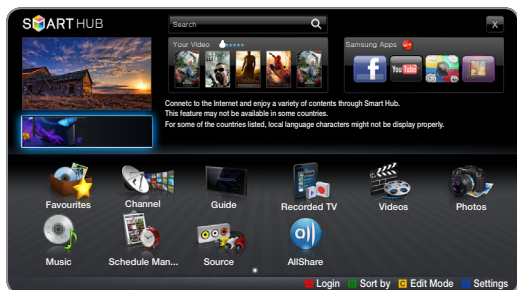 SMART HUB
Search
X
Your Video
Samsung Apps
You Tube
Connetc to the Internet and enjoy a variety of contents through Smart Hub.
This feature may not be available in some countries.
For some of the countries listed, local language characters might not be display properly.
Favourites
Channel
Guide
Recorded TV
Videos
Photos
Music
Schedule Man...
Source
AllShare
Login
Sort by
C Edit Mode
Settings